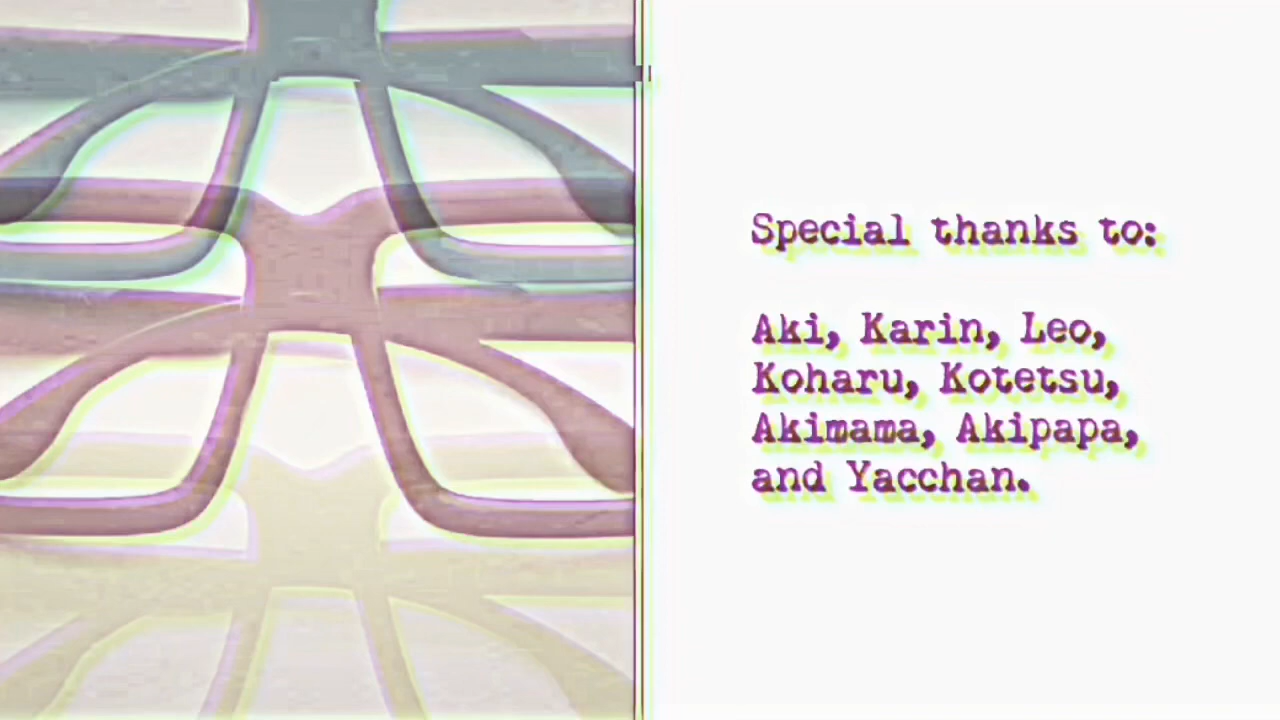 Special thanks to:
Aki, Karin, Leo,
Koharu, Kotetsu,
Akimama, Akipapa,
and Yacchan.